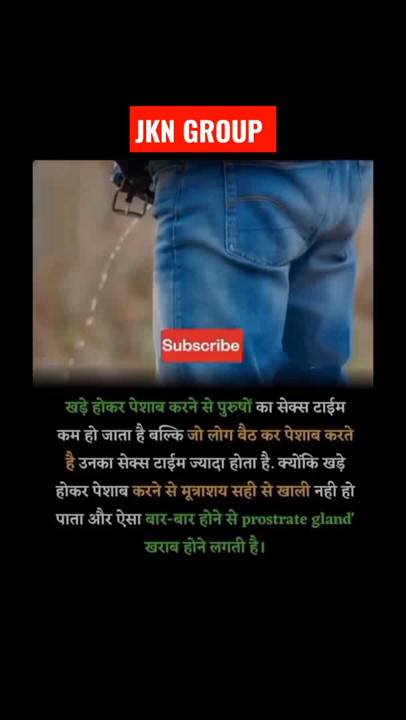 JKN GROUP
Subscribe
खड़े होकर पेशाब करने से पुरुषों का सेक्स टाईम
कम हो जाता है बल्कि जो लोग बैठ कर पेशाब करते
है उनका सेक्स टाईम ज्यादा होता है. क्योंकि खड़े
होकर पेशाब करने से मूत्राशय सही से खाली नही हो
पाता और ऐसा बार-बार होने से prostrate gland'
खराब होने लगती है।